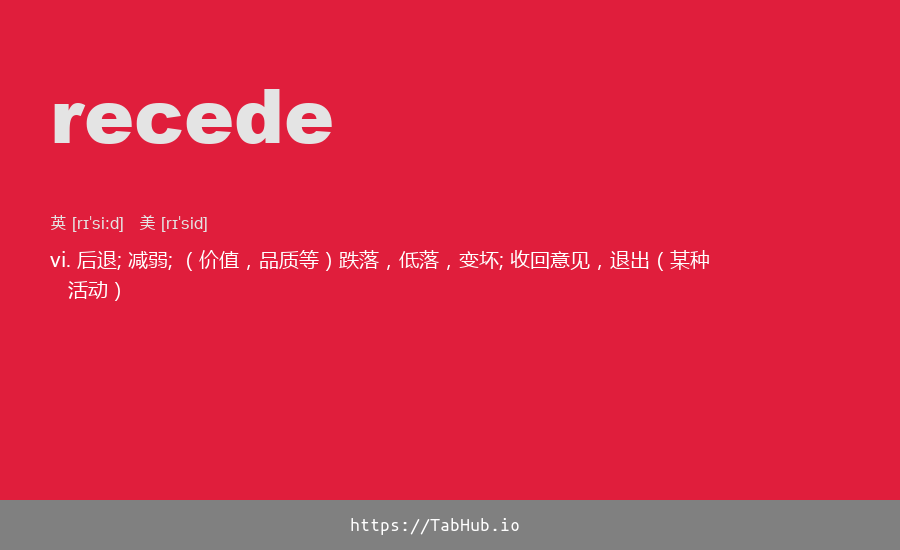 recede
英 [rɪˈsiːd]   美 [rɪˈsid]
vi. 后退; 减弱; （价值，品质等）跌落，低落，变坏; 收回意见，退出（某种
活动）
https://TabHub.io